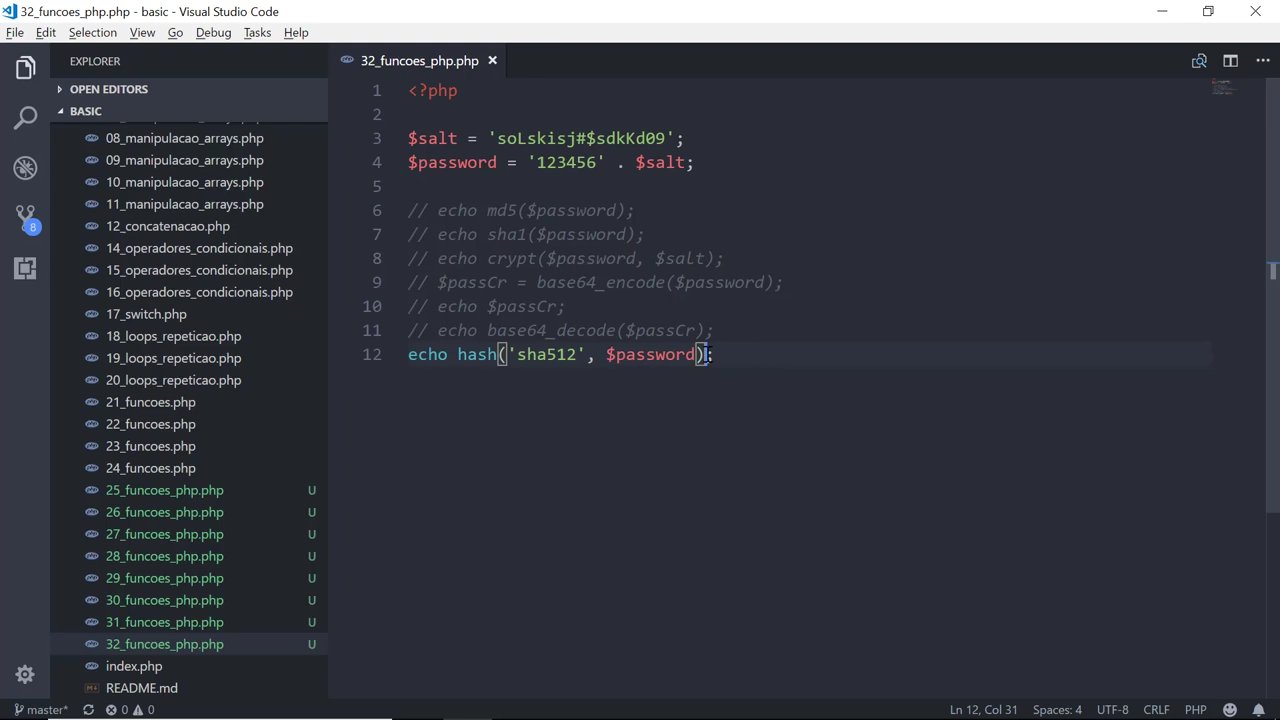 32_funcoes_php.php - basic - Visual Studio Code
File Edit Selection View Go Debug Tasks Help
EXPLORER
OPEN EDITORS
BASIC
08_manipulacao_arrays.php
09_manipulacao_arrays.php
10_manipulacao_arrays.php
11_manipulacao_arrays.php
12_concatenacao.php
14_operadores_condicionais.php
15_operadores_condicionais.php
16_operadores_condicionais.php
17_switch.php
18_loops_repeticao.php
19_loops_repeticao.php
20_loops_repeticao.php
21_funcoes.php
22_funcoes.php
23_funcoes.php
24_funcoes.php
25_funcoes_php.php U
26_funcoes_php.php U
27_funcoes_php.php U
28_funcoes_php.php U
29_funcoes_php.php U
30_funcoes_php.php U
31_funcoes_php.php U
32_funcoes_php.php U
index.php
README.md
8
32_funcoes_php.php
1 <?php
2
3 $salt = 'soLskisj#$sdkKd09';
4 $password = '123456' . $salt;
5
6 // echo md5($password);
7 // echo sha1($password);
8 // echo crypt($password, $salt);
9 // $passCr = base64_encode($password);
10 // echo $passCr;
11 // echo base64_decode($passCr);
12 echo hash('sha512', $password);
master* 0 0 Ln 12, Col 31 Spaces: 4 UTF-8 CRLF PHP